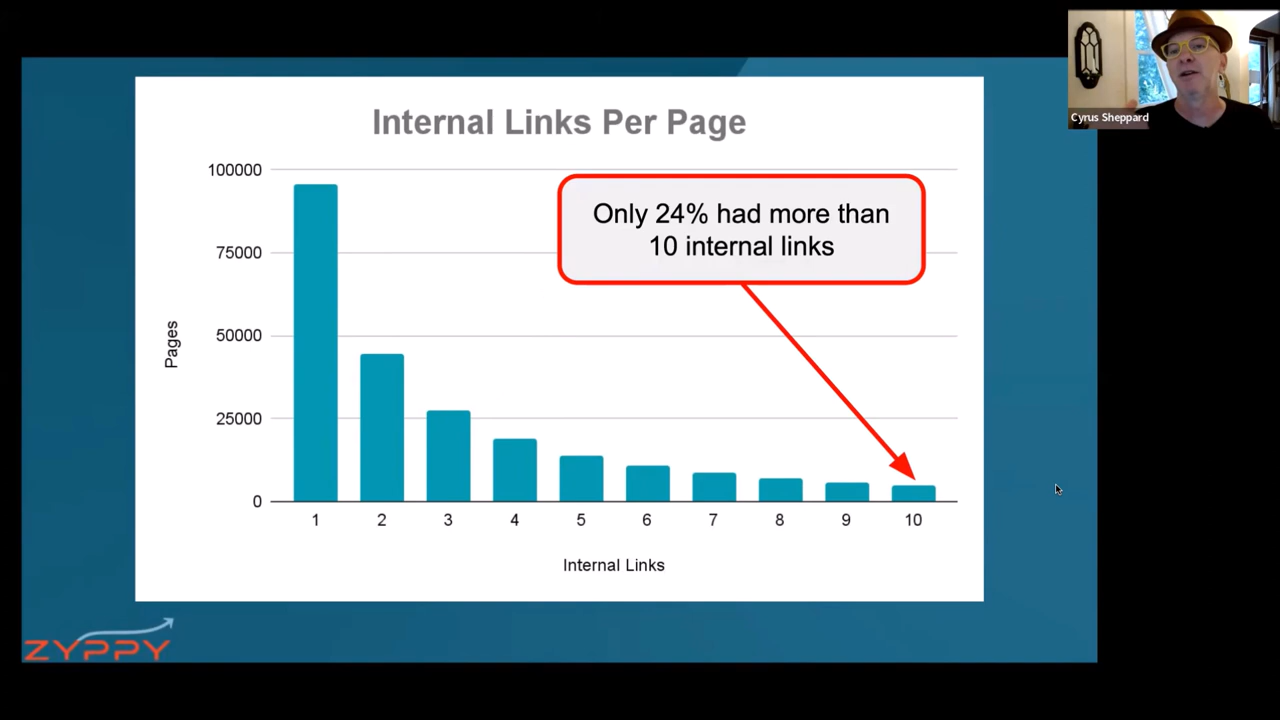 Cyrus Sheppard
Internal Links Per Page
100000
75000
50000
25000
0
Pages
Only 24% had more than
10 internal links
1 2 3 4 5 6 7 8 9 10
Internal Links
ZYPPY